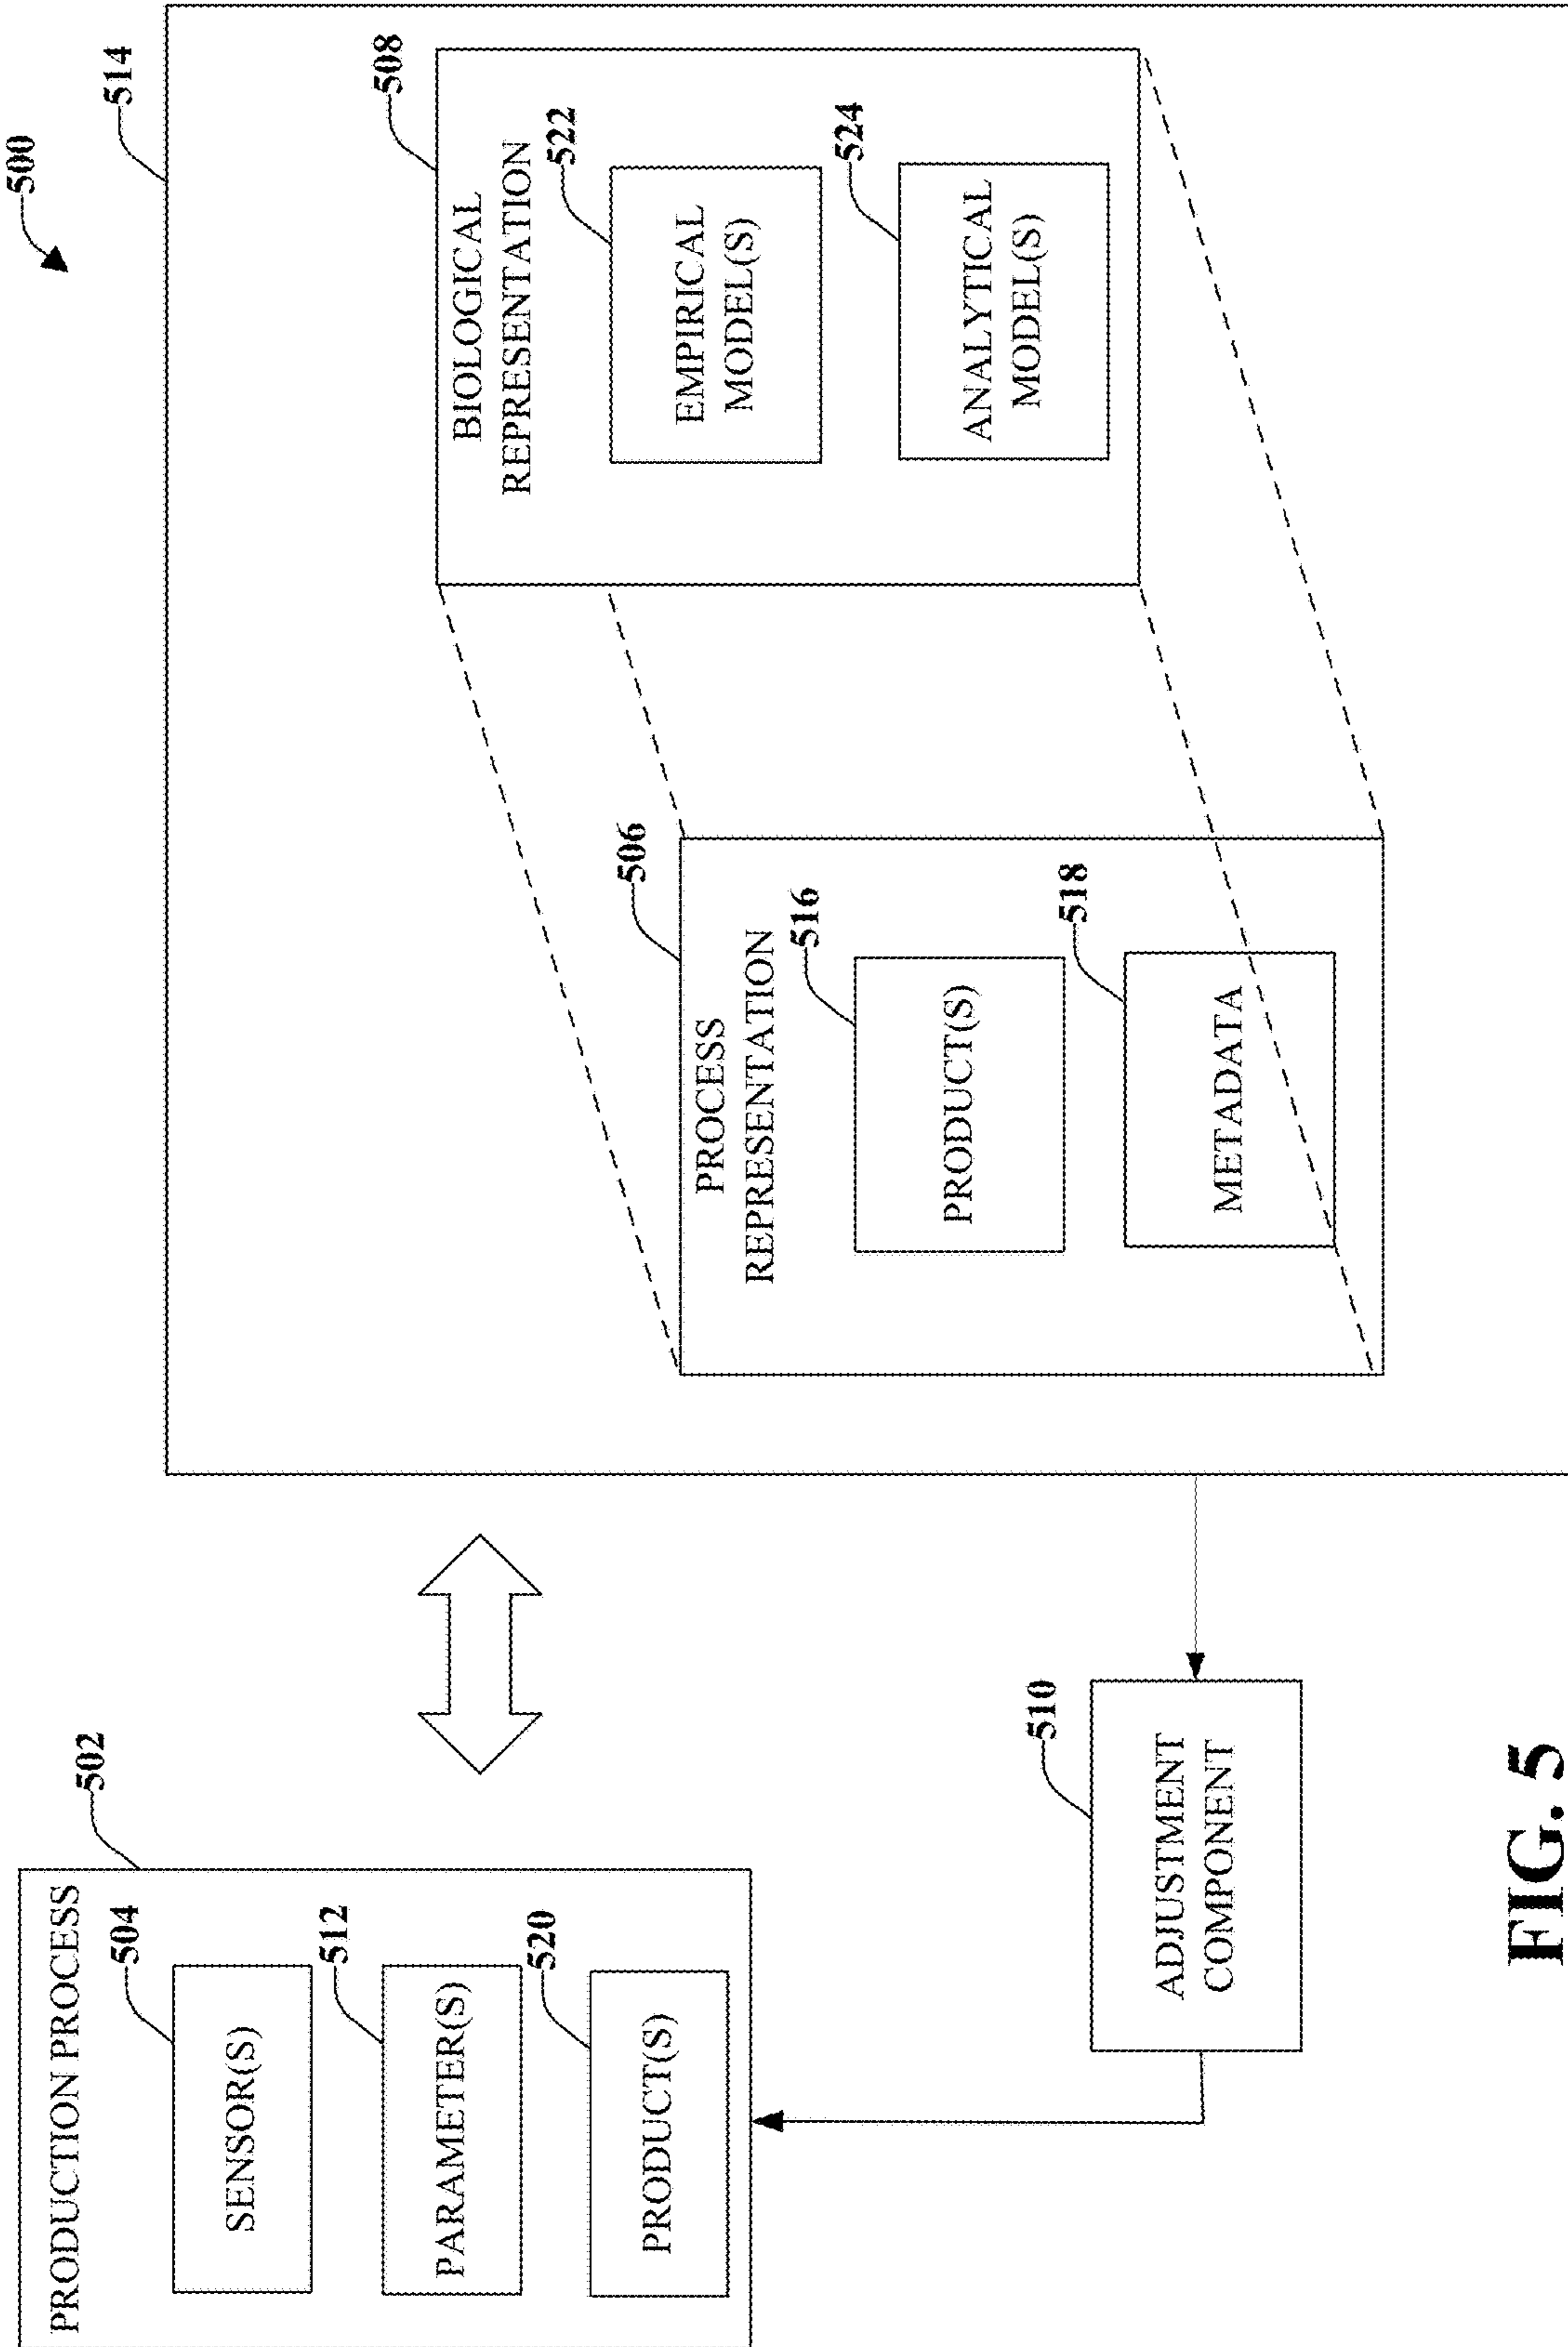 500
514
502
PRODUCTION PROCESS
504
SENSOR(S)
512
PARAMETER(S)
520
PRODUCT(S)
508
BIOLOGICAL
REPRESENTATION
522
EMPIRICAL
MODEL(S)
524
ANALYTICAL
MODEL(S)
506
PROCESS
REPRESENTATION
516
PRODUCT(S)
518
METADATA
510
ADJUSTMENT
COMPONENT
FIG. 5